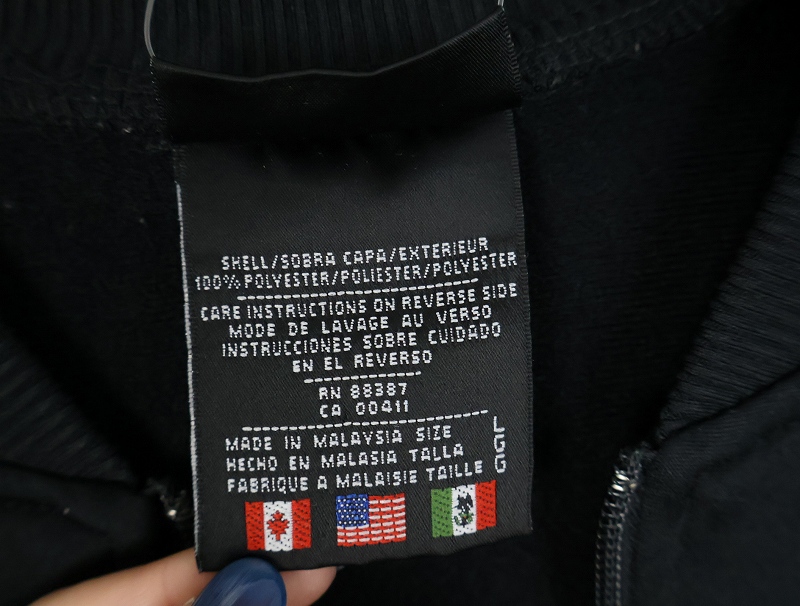 SHELL/SOBRA CAPA/EXTERIEUR
100% POLYESTER/POLIESTER/POLYESTER
CARE INSTRUCTIONS ON REVERSE SIDE
MODE DE LAVAGE AU VERSO
INSTRUCCIONES SOBRE CUIDADO
EN EL REVERSO
RN 88387
CA 00411
MADE IN MALAYSIA SIZE L
HECHO EN MALASIA TALLA G
FABRIQUE A MALAISIE TAILLE G